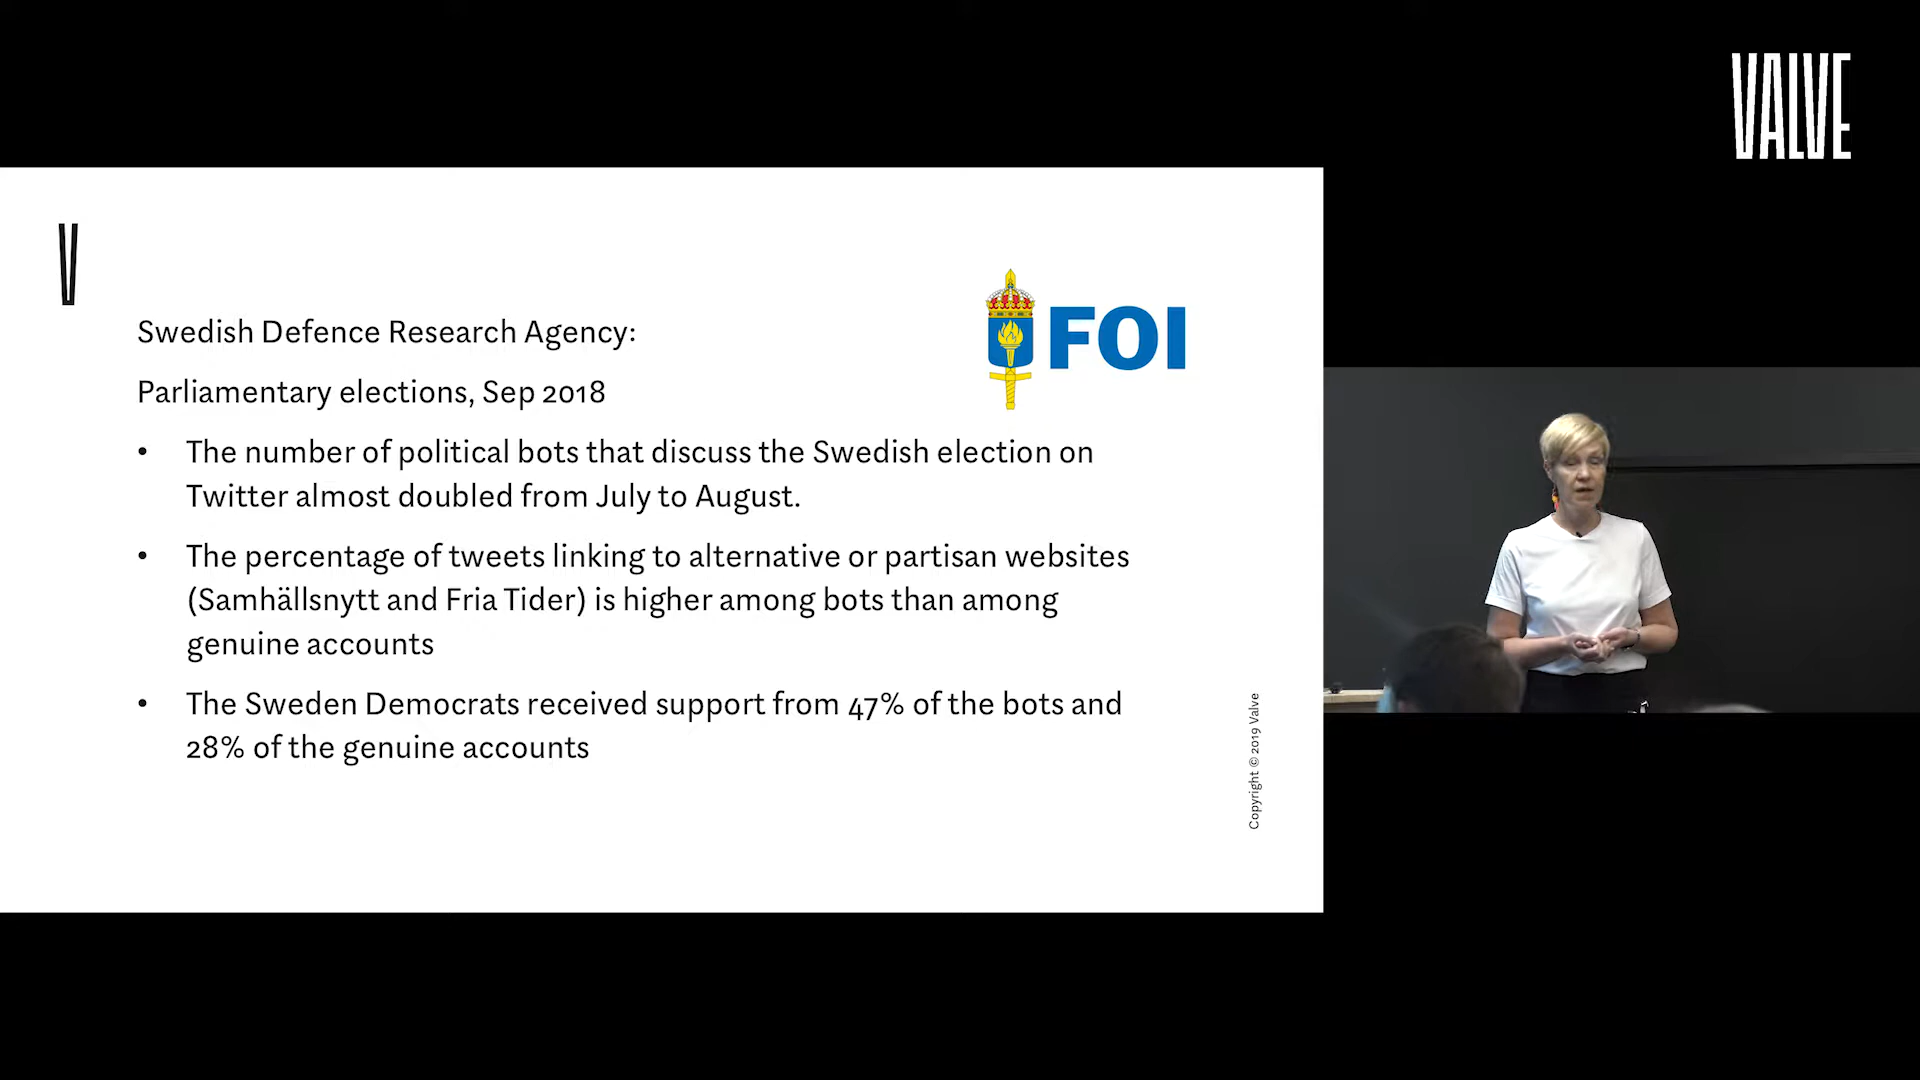 VALVE
V
FOI
Swedish Defence Research Agency:
Parliamentary elections, Sep 2018
• The number of political bots that discuss the Swedish election on
Twitter almost doubled from July to August.
• The percentage of tweets linking to alternative or partisan websites
(Samhällsnytt and Fria Tider) is higher among bots than among
genuine accounts
• The Sweden Democrats received support from 47% of the bots and
28% of the genuine accounts
Copyright © 2019 Valve